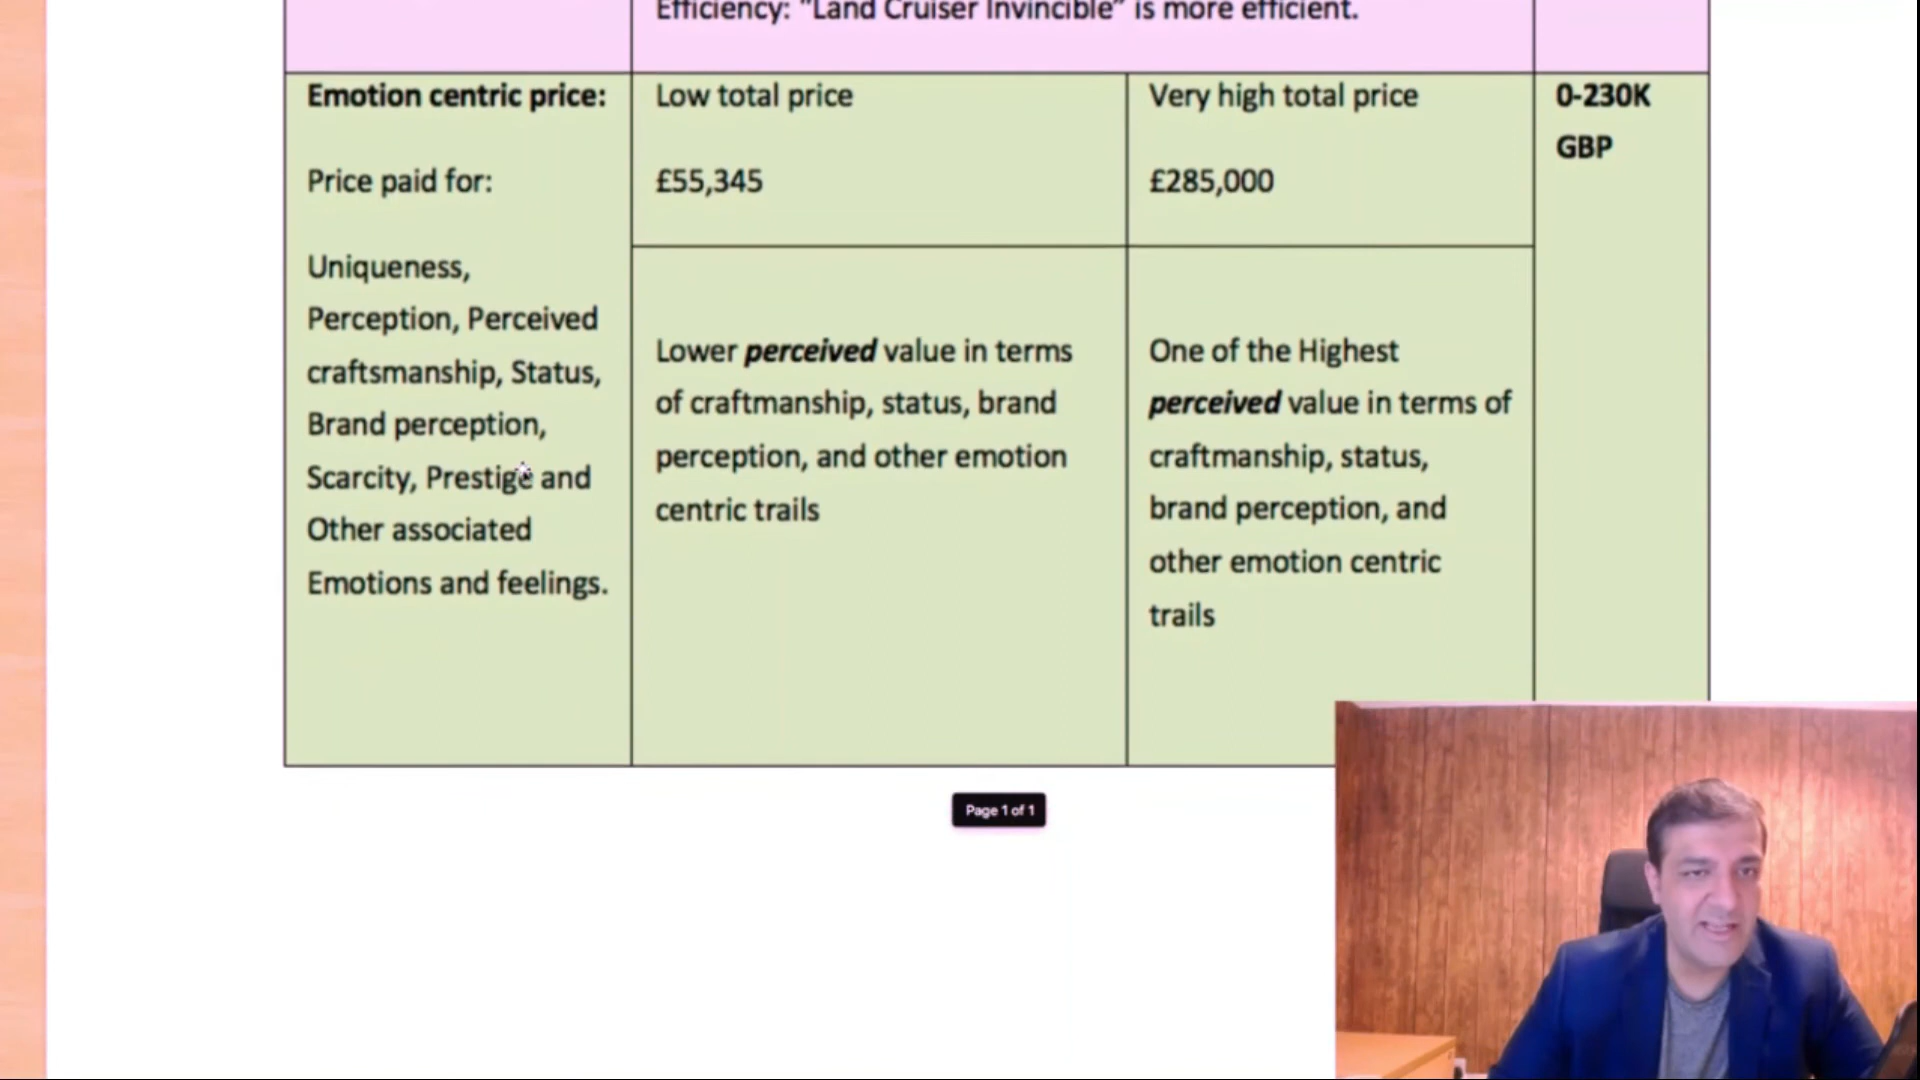 Efficiency: “Land Cruiser Invincible” is more efficient.
Emotion centric price:
Price paid for:
Uniqueness,
Perception, Perceived
craftsmanship, Status,
Brand perception,
Scarcity, Prestige and
Other associated
Emotions and feelings.
Low total price
£55,345
Lower perceived value in terms
of craftmanship, status, brand
perception, and other emotion
centric trails
Very high total price
£285,000
One of the Highest
perceived value in terms of
craftmanship, status,
brand perception, and
other emotion centric
trails
0-230K
GBP
Page 1 of 1